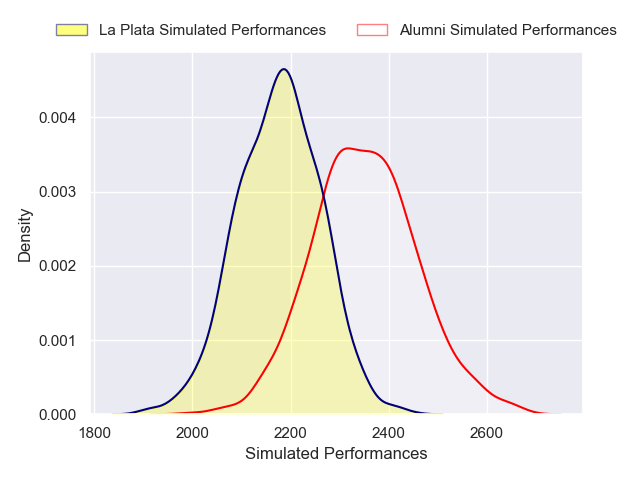 La Plata Simulated Performances Alumni Simulated Performances
0.004
0.003
0.002
0.001
0.000
Density
1800 2000 2200 2400 2600
Simulated Performances